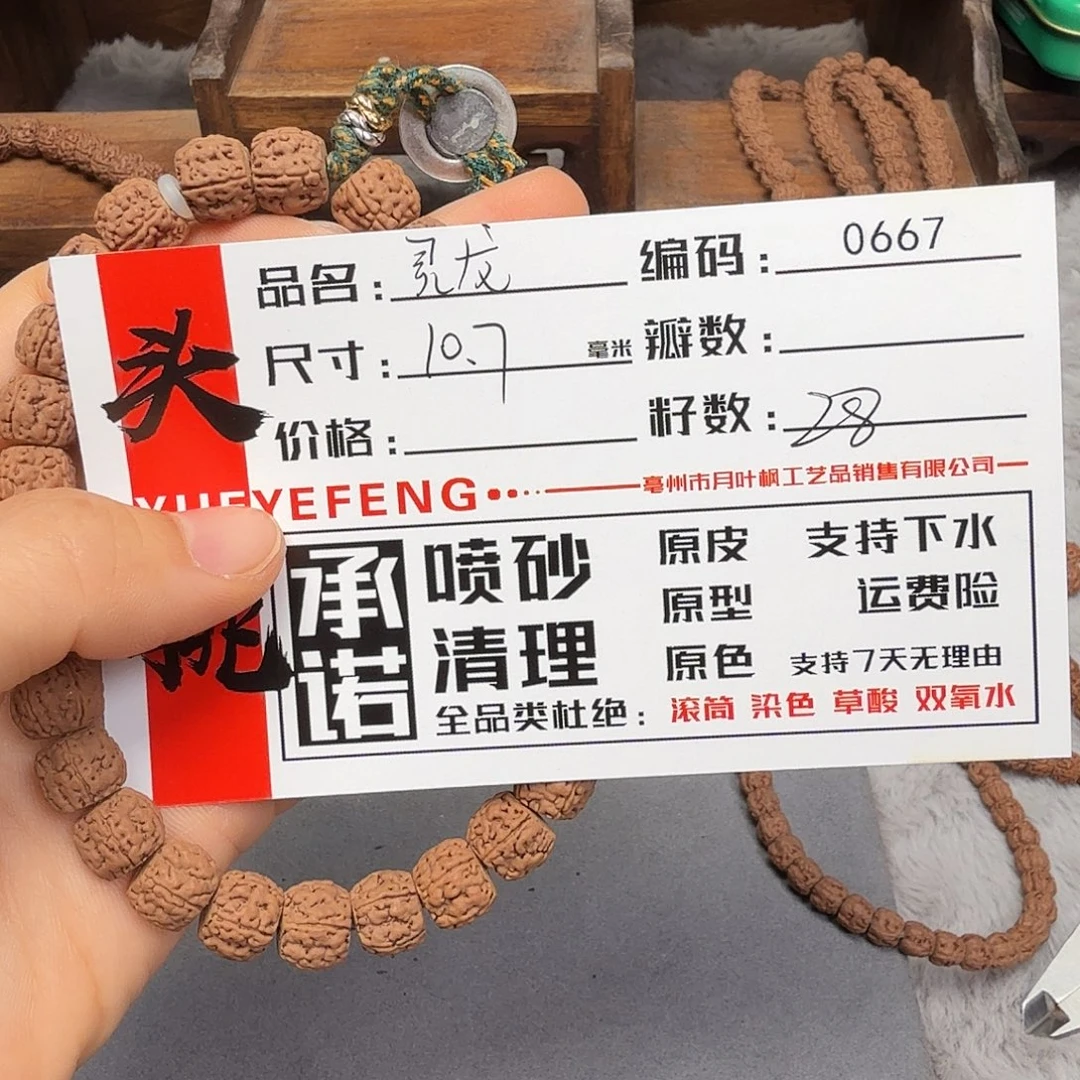 头
品名：龙
编码：0667
尺寸：10.7毫米
瓣数：
价格：
籽数：28
YUEYEFENG
亳州市月叶枫工艺品销售有限公司
承诺
喷砂
清理
原皮 支持下水
原型 运费险
原色 支持7天无理由
全品类杜绝：滚筒 染色 草酸 双氧水